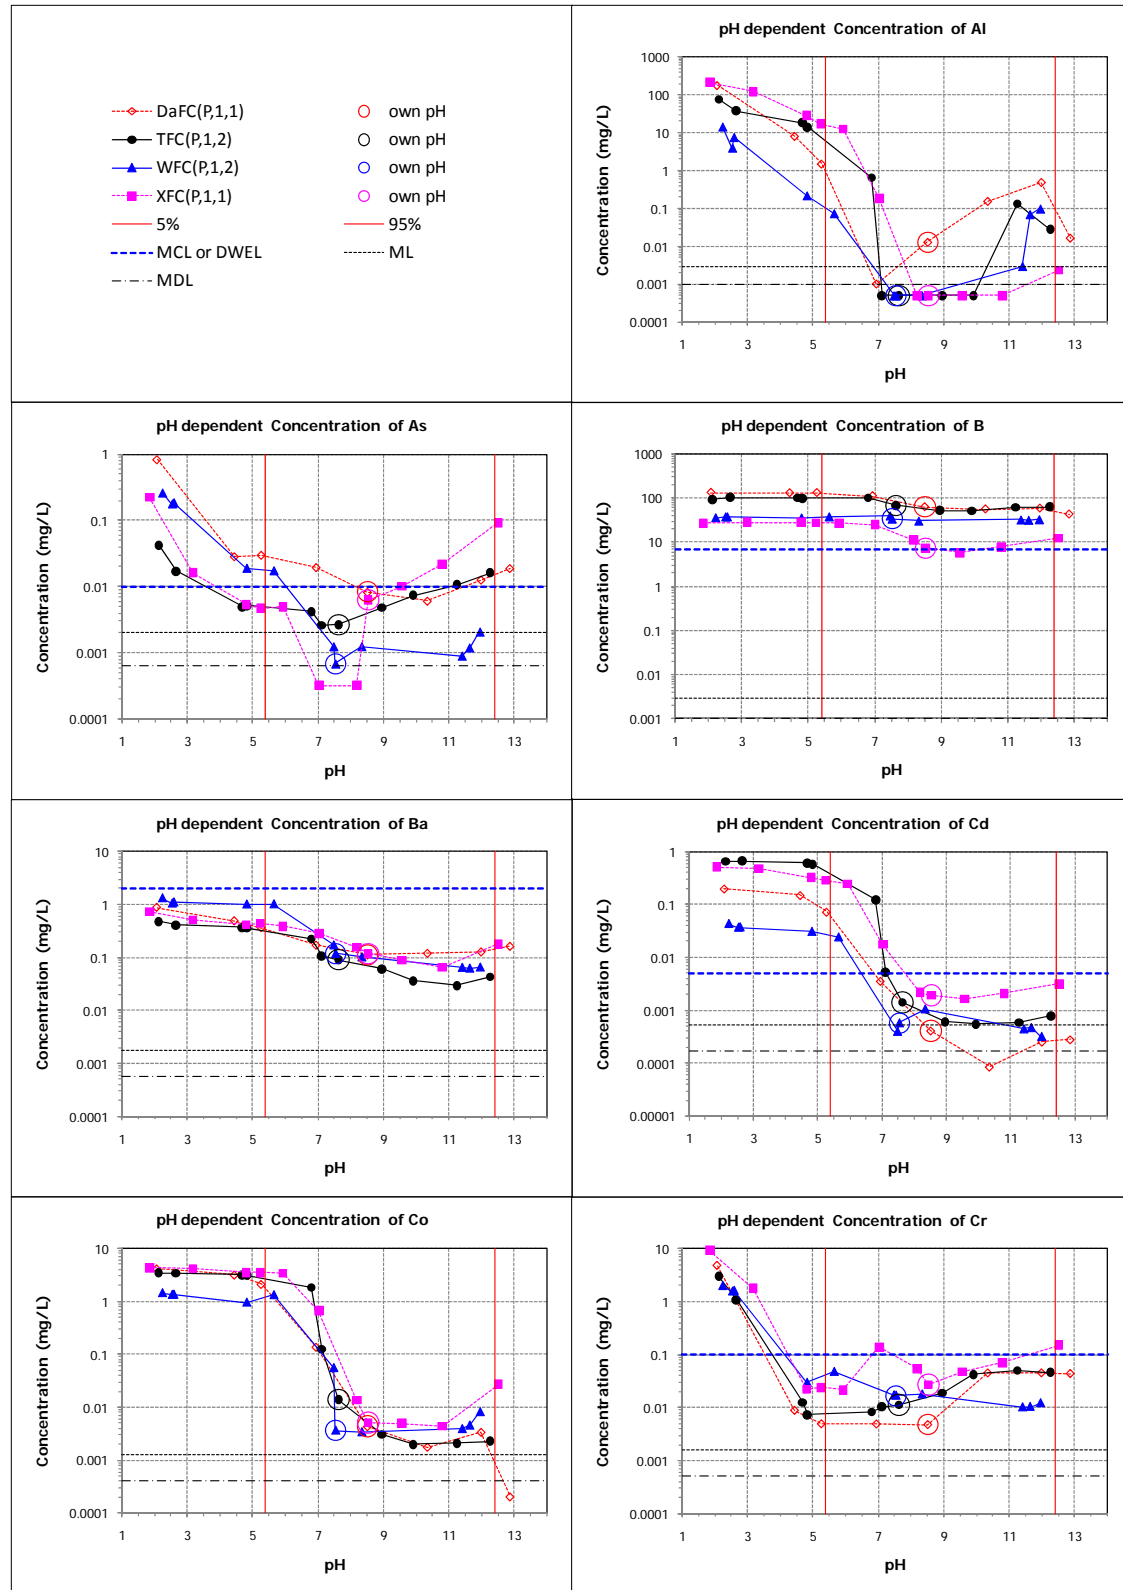 DaFC(P,1,1) own pH
TFC(P,1,2) own pH
WFC(P,1,2) own pH
XFC(P,1,1) own pH
5% 95%
MCL or DWEL ML
MDL
pH dependent Concentration of Al
Concentration (mg/L)
1000
100
10
1
0.1
0.01
0.001
0.0001
1 3 5 7 9 11 13
pH
pH dependent Concentration of As
Concentration (mg/L)
1
0.1
0.01
0.001
0.0001
1 3 5 7 9 11 13
pH
pH dependent Concentration of B
Concentration (mg/L)
1000
100
10
1
0.1
0.01
0.001
1 3 5 7 9 11 13
pH
pH dependent Concentration of Ba
Concentration (mg/L)
10
1
0.1
0.01
0.001
0.0001
1 3 5 7 9 11 13
pH
pH dependent Concentration of Cd
Concentration (mg/L)
1
0.1
0.01
0.001
0.0001
0.00001
1 3 5 7 9 11 13
pH
pH dependent Concentration of Co
Concentration (mg/L)
10
1
0.1
0.01
0.001
0.0001
1 3 5 7 9 11 13
pH
pH dependent Concentration of Cr
Concentration (mg/L)
10
1
0.1
0.01
0.001
0.0001
1 3 5 7 9 11 13
pH